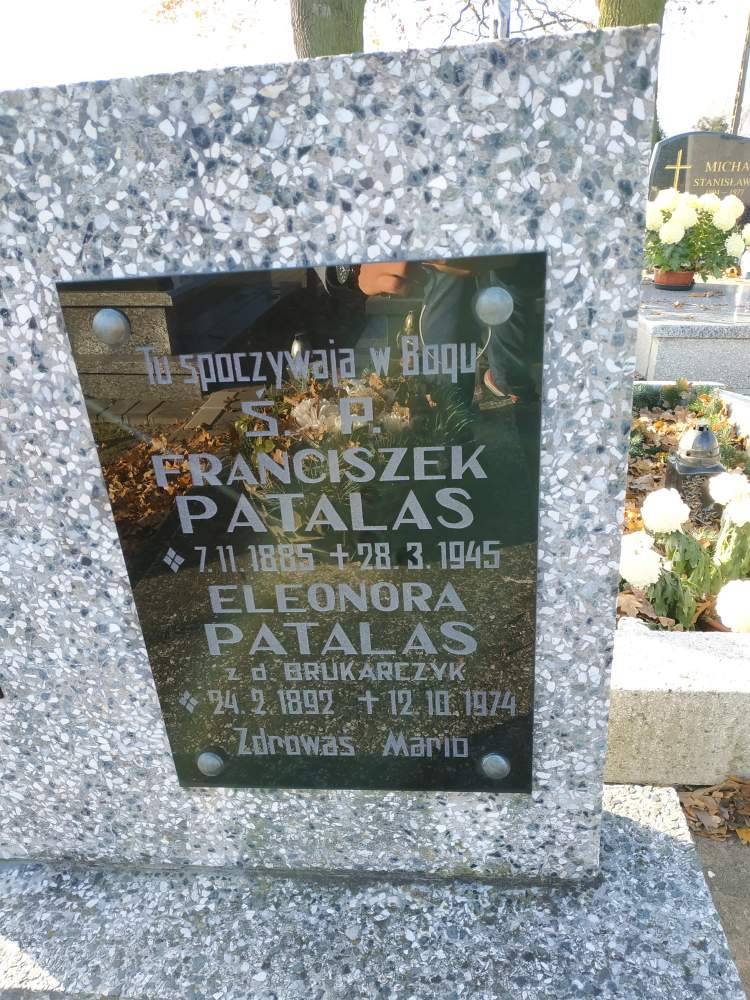 Tu spoczywają w Bogu
Ś. P.
FRANCISZEK
PATALAS
7.11.1885 + 28.3.1945
ELEONORA
PATALAS
z d. BRUKARCZYK
24.2.1892 + 12.10.1974
Zdrowaś Mario
MICHA
STANISŁAW